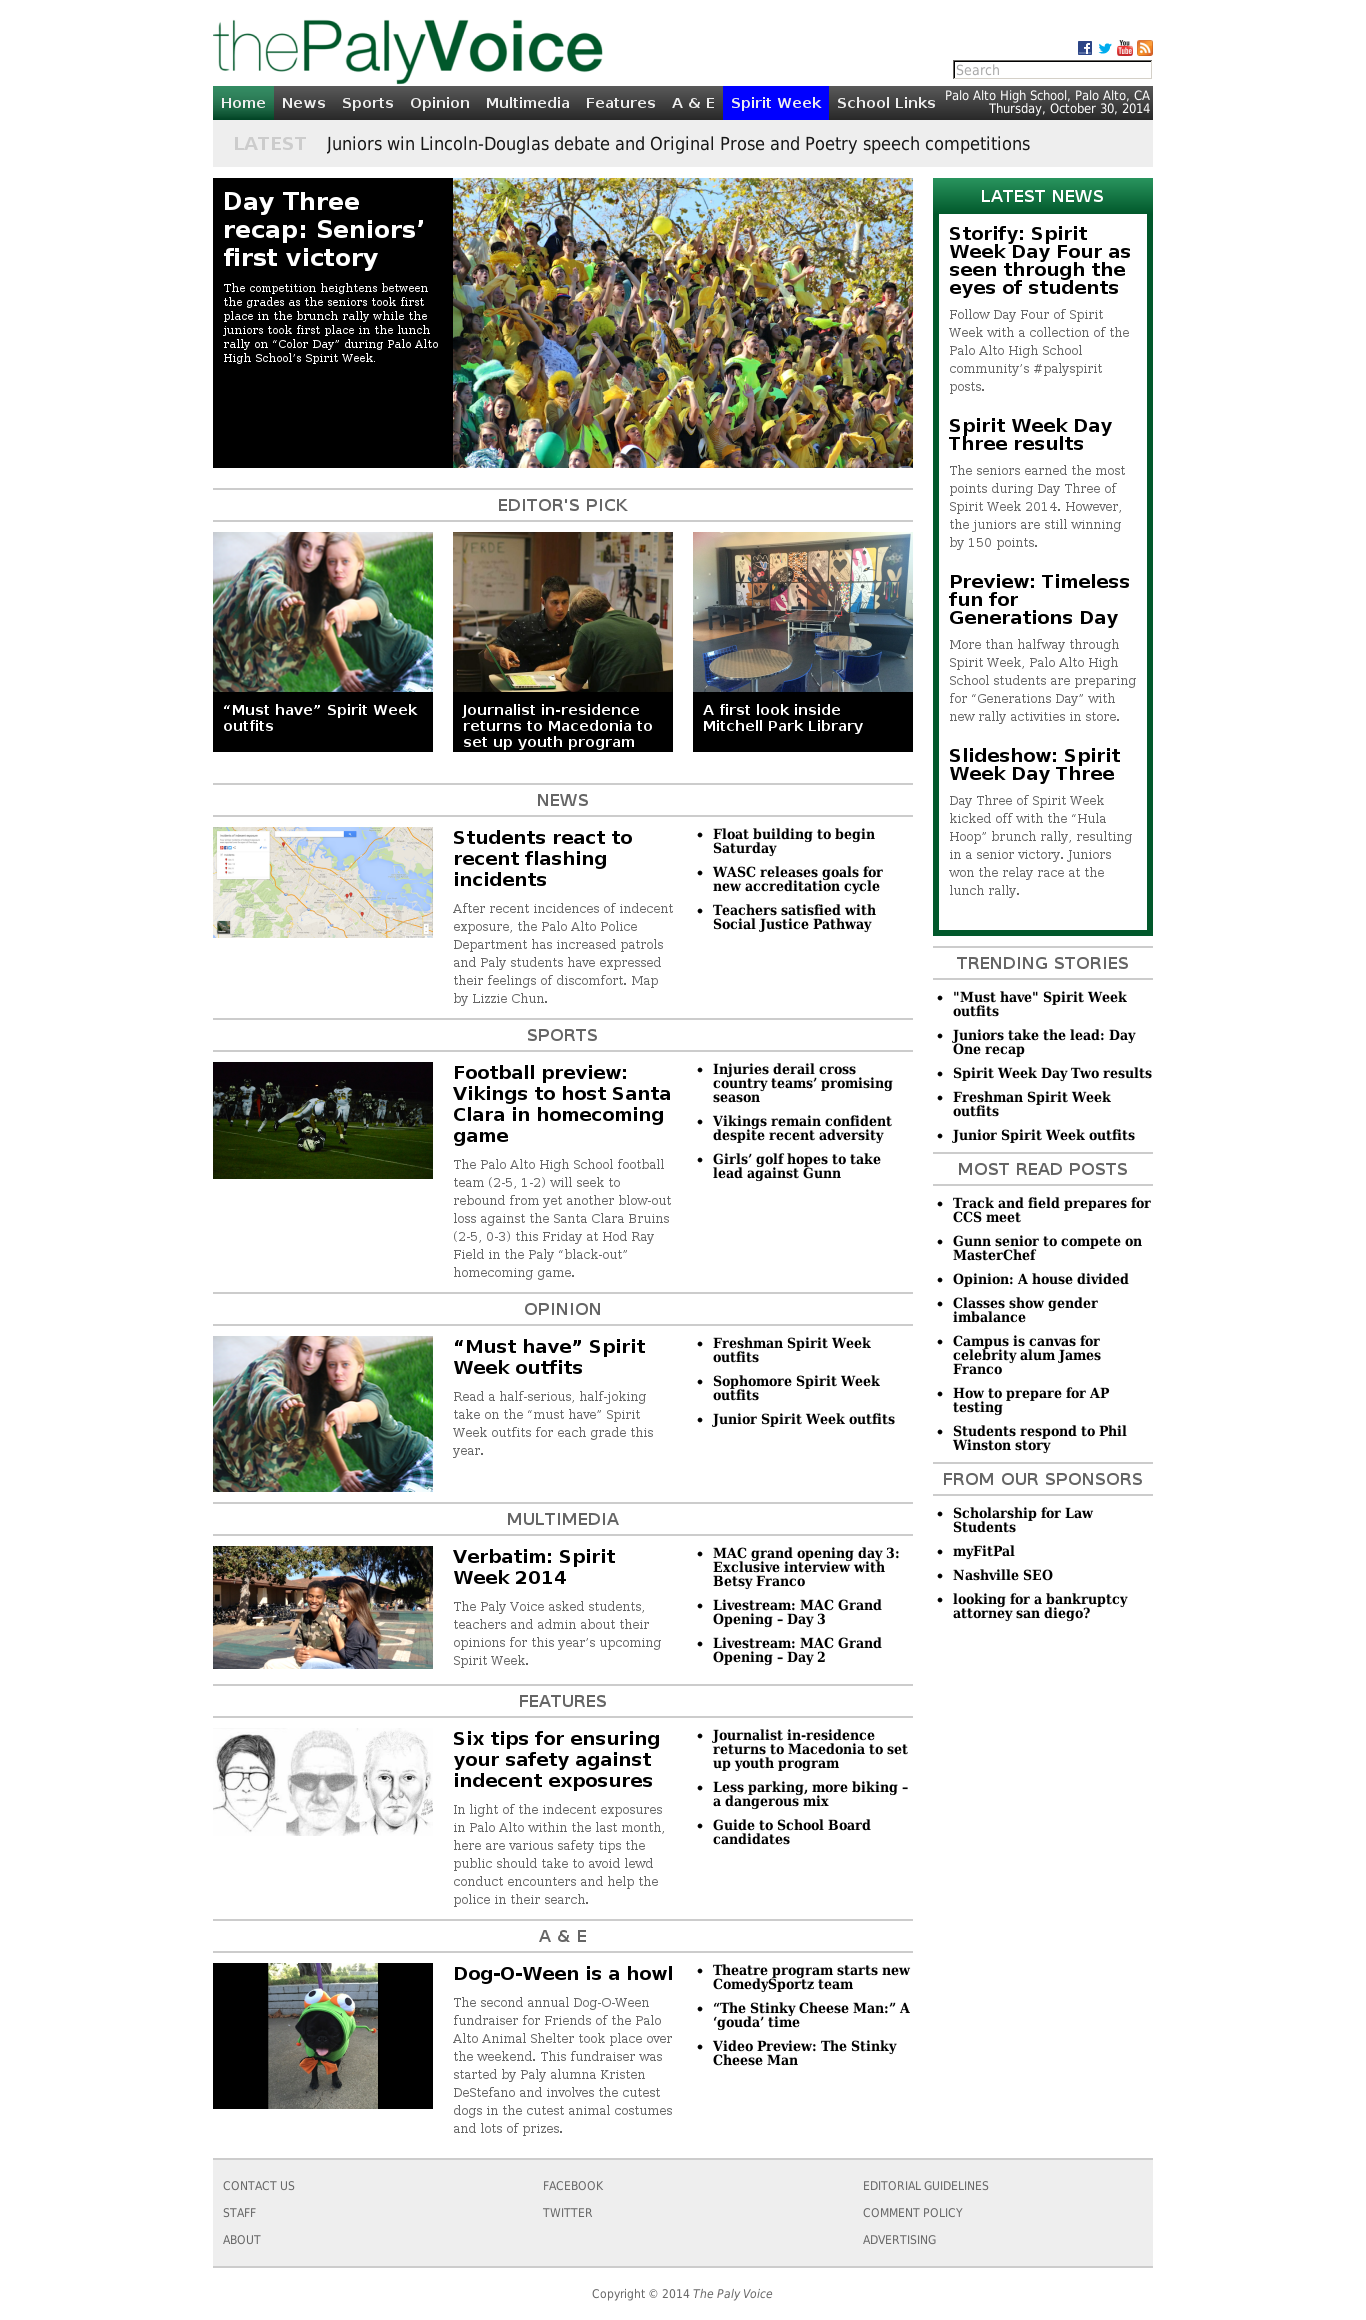 thePalyVoice
Search
Home News Sports Opinion Multimedia Features A & E Spirit Week School Links
Palo Alto High School, Palo Alto, CA
Thursday, October 30, 2014
LATEST Juniors win Lincoln-Douglas debate and Original Prose and Poetry speech competitions
Day Three
recap: Seniors’
first victory
The competition heightens between
the grades as the seniors took first
place in the brunch rally while the
juniors took first place in the lunch
rally on “Color Day” during Palo Alto
High School’s Spirit Week.
EDITOR'S PICK
VERDE
“Must have” Spirit Week
outfits
Journalist in-residence
returns to Macedonia to
set up youth program
A first look inside
Mitchell Park Library
NEWS
Students react to
recent flashing
incidents
After recent incidences of indecent
exposure, the Palo Alto Police
Department has increased patrols
and Paly students have expressed
their feelings of discomfort. Map
by Lizzie Chun.
Float building to begin
Saturday
WASC releases goals for
new accreditation cycle
Teachers satisfied with
Social Justice Pathway
SPORTS
Football preview:
Vikings to host Santa
Clara in homecoming
game
The Palo Alto High School football
team (2-5, 1-2) will seek to
rebound from yet another blow-out
loss against the Santa Clara Bruins
(2-5, 0-3) this Friday at Hod Ray
Field in the Paly “black-out”
homecoming game.
Injuries derail cross
country teams’ promising
season
Vikings remain confident
despite recent adversity
Girls’ golf hopes to take
lead against Gunn
OPINION
“Must have” Spirit
Week outfits
Read a half-serious, half-joking
take on the “must have” Spirit
Week outfits for each grade this
year.
Freshman Spirit Week
outfits
Sophomore Spirit Week
outfits
Junior Spirit Week outfits
MULTIMEDIA
Verbatim: Spirit
Week 2014
The Paly Voice asked students,
teachers and admin about their
opinions for this year’s upcoming
Spirit Week.
MAC grand opening day 3:
Exclusive interview with
Betsy Franco
Livestream: MAC Grand
Opening – Day 3
Livestream: MAC Grand
Opening – Day 2
FEATURES
Six tips for ensuring
your safety against
indecent exposures
In light of the indecent exposures
in Palo Alto within the last month,
here are various safety tips the
public should take to avoid lewd
conduct encounters and help the
police in their search.
Journalist in-residence
returns to Macedonia to set
up youth program
Less parking, more biking –
a dangerous mix
Guide to School Board
candidates
A & E
Dog-O-Ween is a howl
The second annual Dog-O-Ween
fundraiser for Friends of the Palo
Alto Animal Shelter took place over
the weekend. This fundraiser was
started by Paly alumna Kristen
DeStefano and involves the cutest
dogs in the cutest animal costumes
and lots of prizes.
Theatre program starts new
ComedySportz team
“The Stinky Cheese Man:” A
‘gouda’ time
Video Preview: The Stinky
Cheese Man
LATEST NEWS
Storify: Spirit
Week Day Four as
seen through the
eyes of students
Follow Day Four of Spirit
Week with a collection of the
Palo Alto High School
community’s #palyspirit
posts.
Spirit Week Day
Three results
The seniors earned the most
points during Day Three of
Spirit Week 2014. However,
the juniors are still winning
by 150 points.
Preview: Timeless
fun for
Generations Day
More than halfway through
Spirit Week, Palo Alto High
School students are preparing
for “Generations Day” with
new rally activities in store.
Slideshow: Spirit
Week Day Three
Day Three of Spirit Week
kicked off with the “Hula
Hoop” brunch rally, resulting
in a senior victory. Juniors
won the relay race at the
lunch rally.
TRENDING STORIES
"Must have" Spirit Week
outfits
Juniors take the lead: Day
One recap
Spirit Week Day Two results
Freshman Spirit Week
outfits
Junior Spirit Week outfits
MOST READ POSTS
Track and field prepares for
CCS meet
Gunn senior to compete on
MasterChef
Opinion: A house divided
Classes show gender
imbalance
Campus is canvas for
celebrity alum James
Franco
How to prepare for AP
testing
Students respond to Phil
Winston story
FROM OUR SPONSORS
Scholarship for Law
Students
myFitPal
Nashville SEO
looking for a bankruptcy
attorney san diego?
CONTACT US
STAFF
ABOUT
FACEBOOK
TWITTER
EDITORIAL GUIDELINES
COMMENT POLICY
ADVERTISING
Copyright © 2014 The Paly Voice